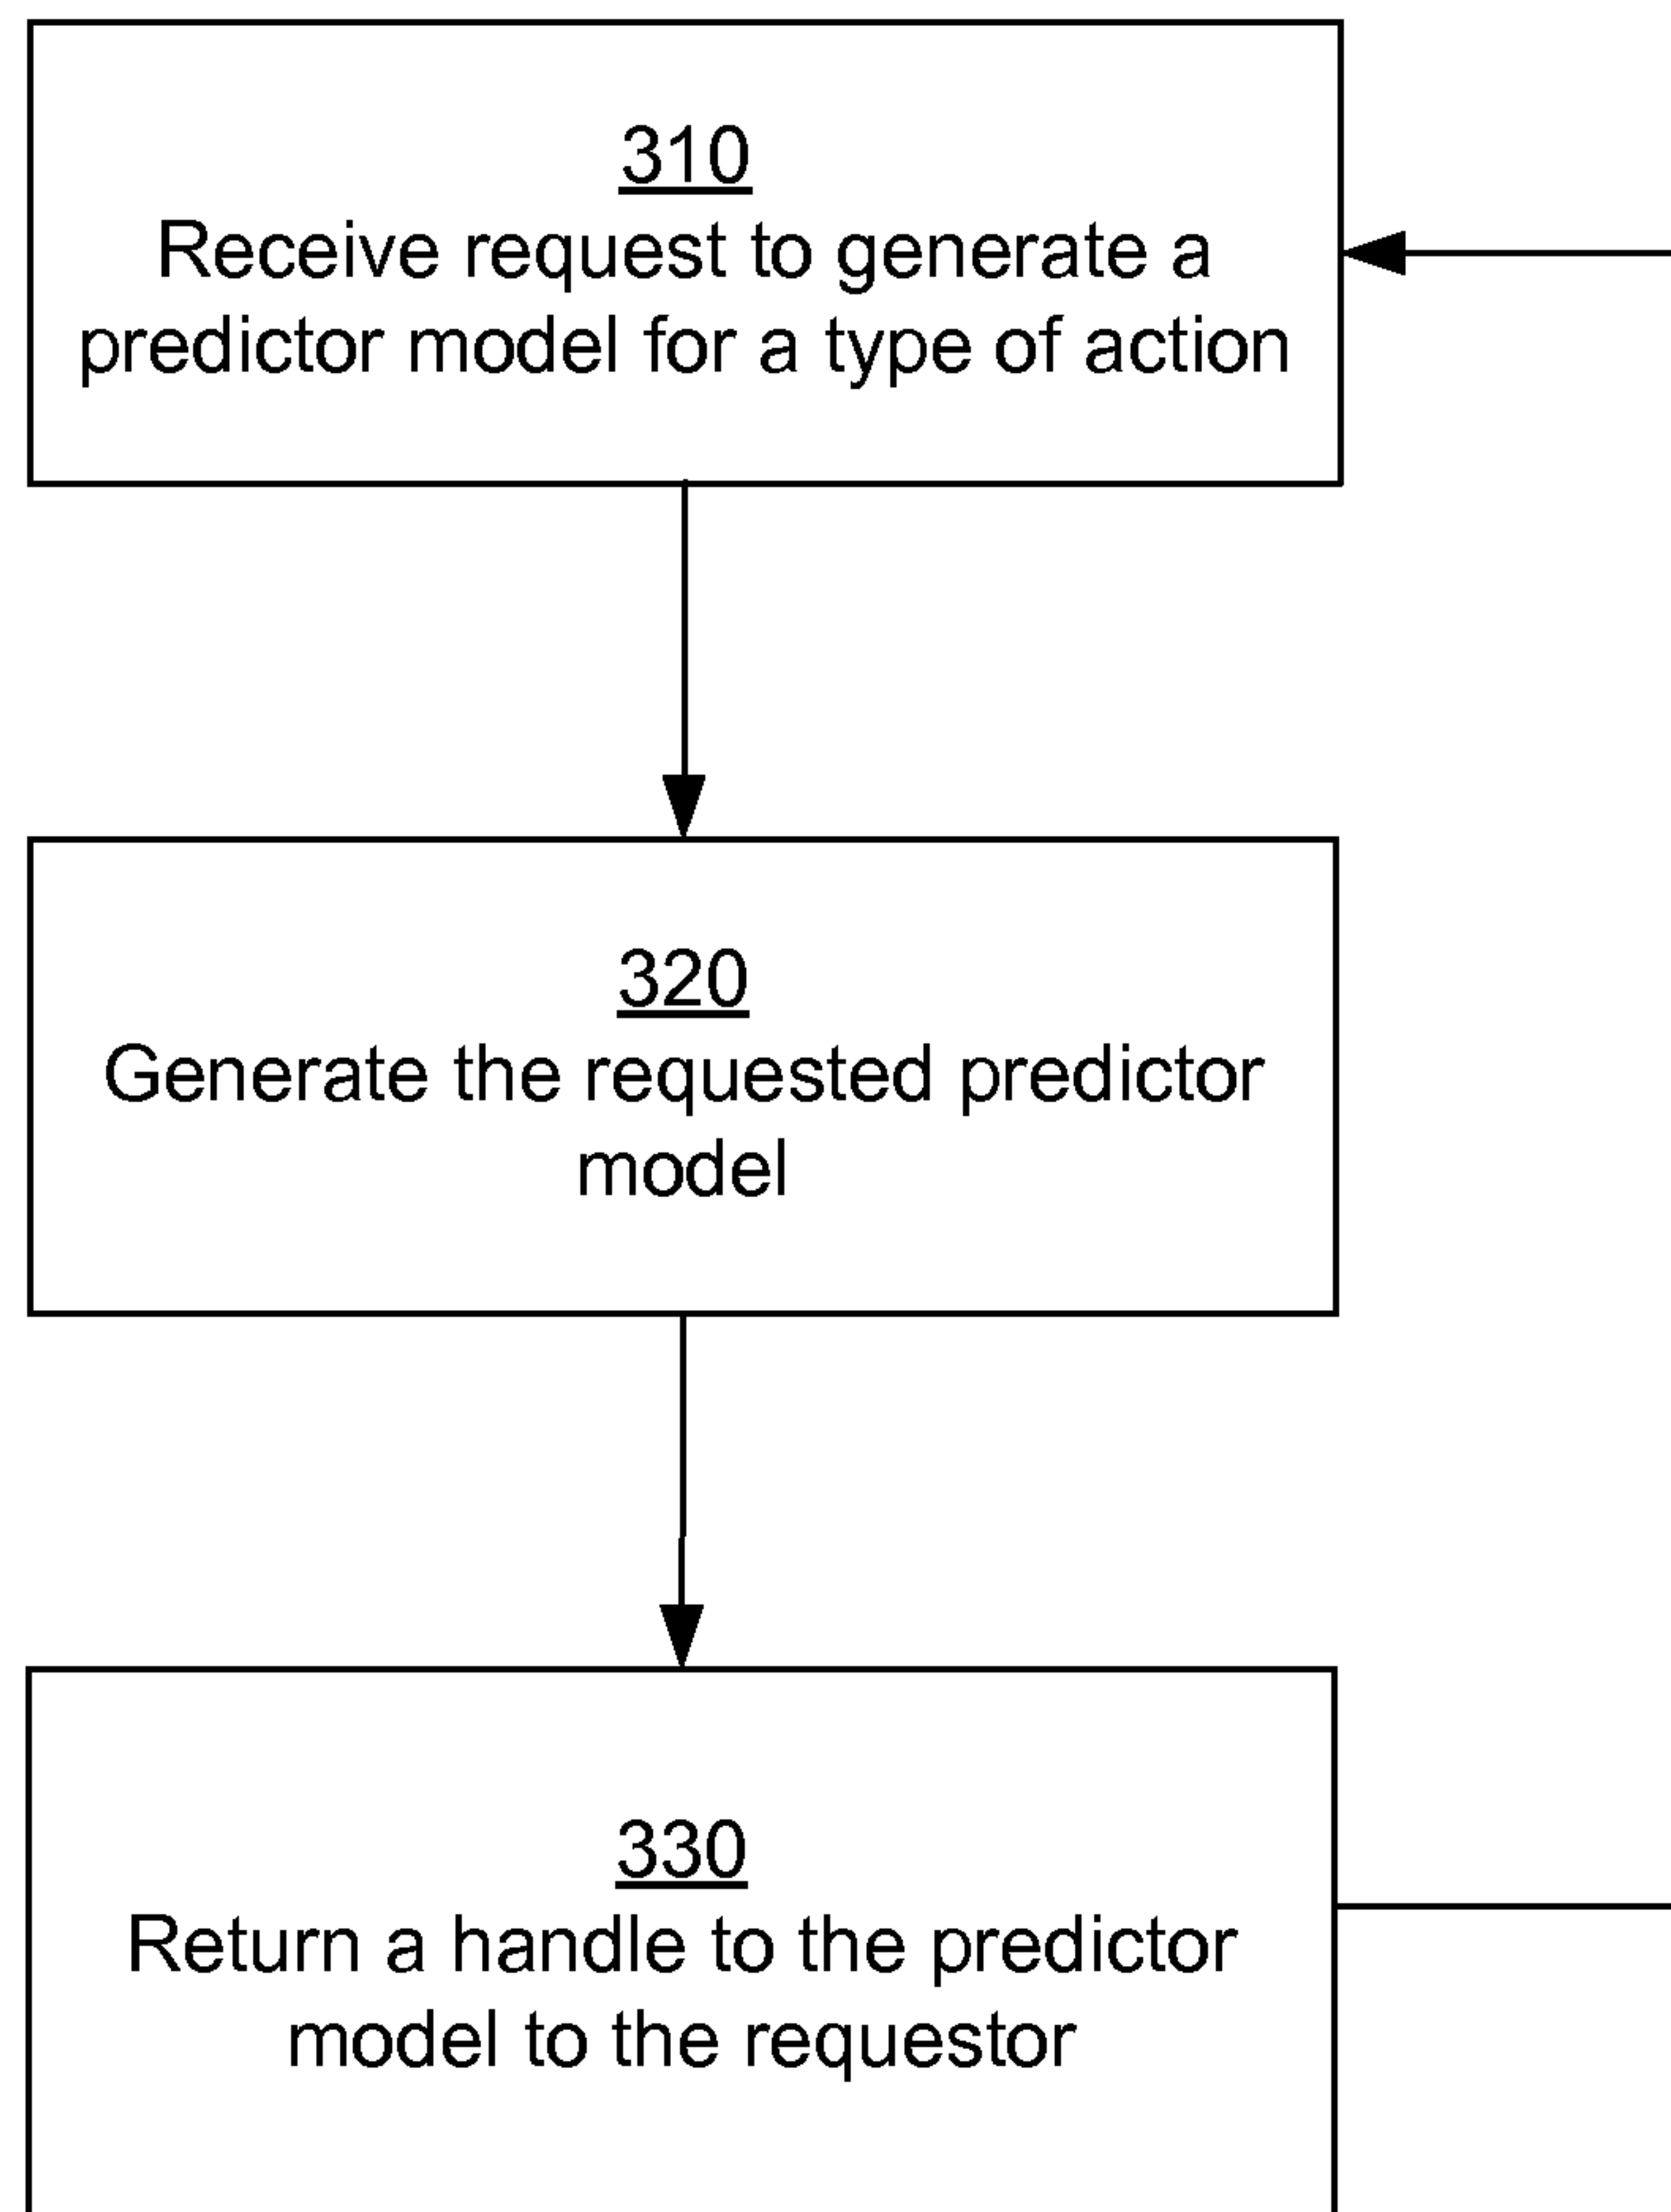 310
Receive request to generate a
predictor model for a type of action
320
Generate the requested predictor
model
330
Return a handle to the predictor
model to the requestor